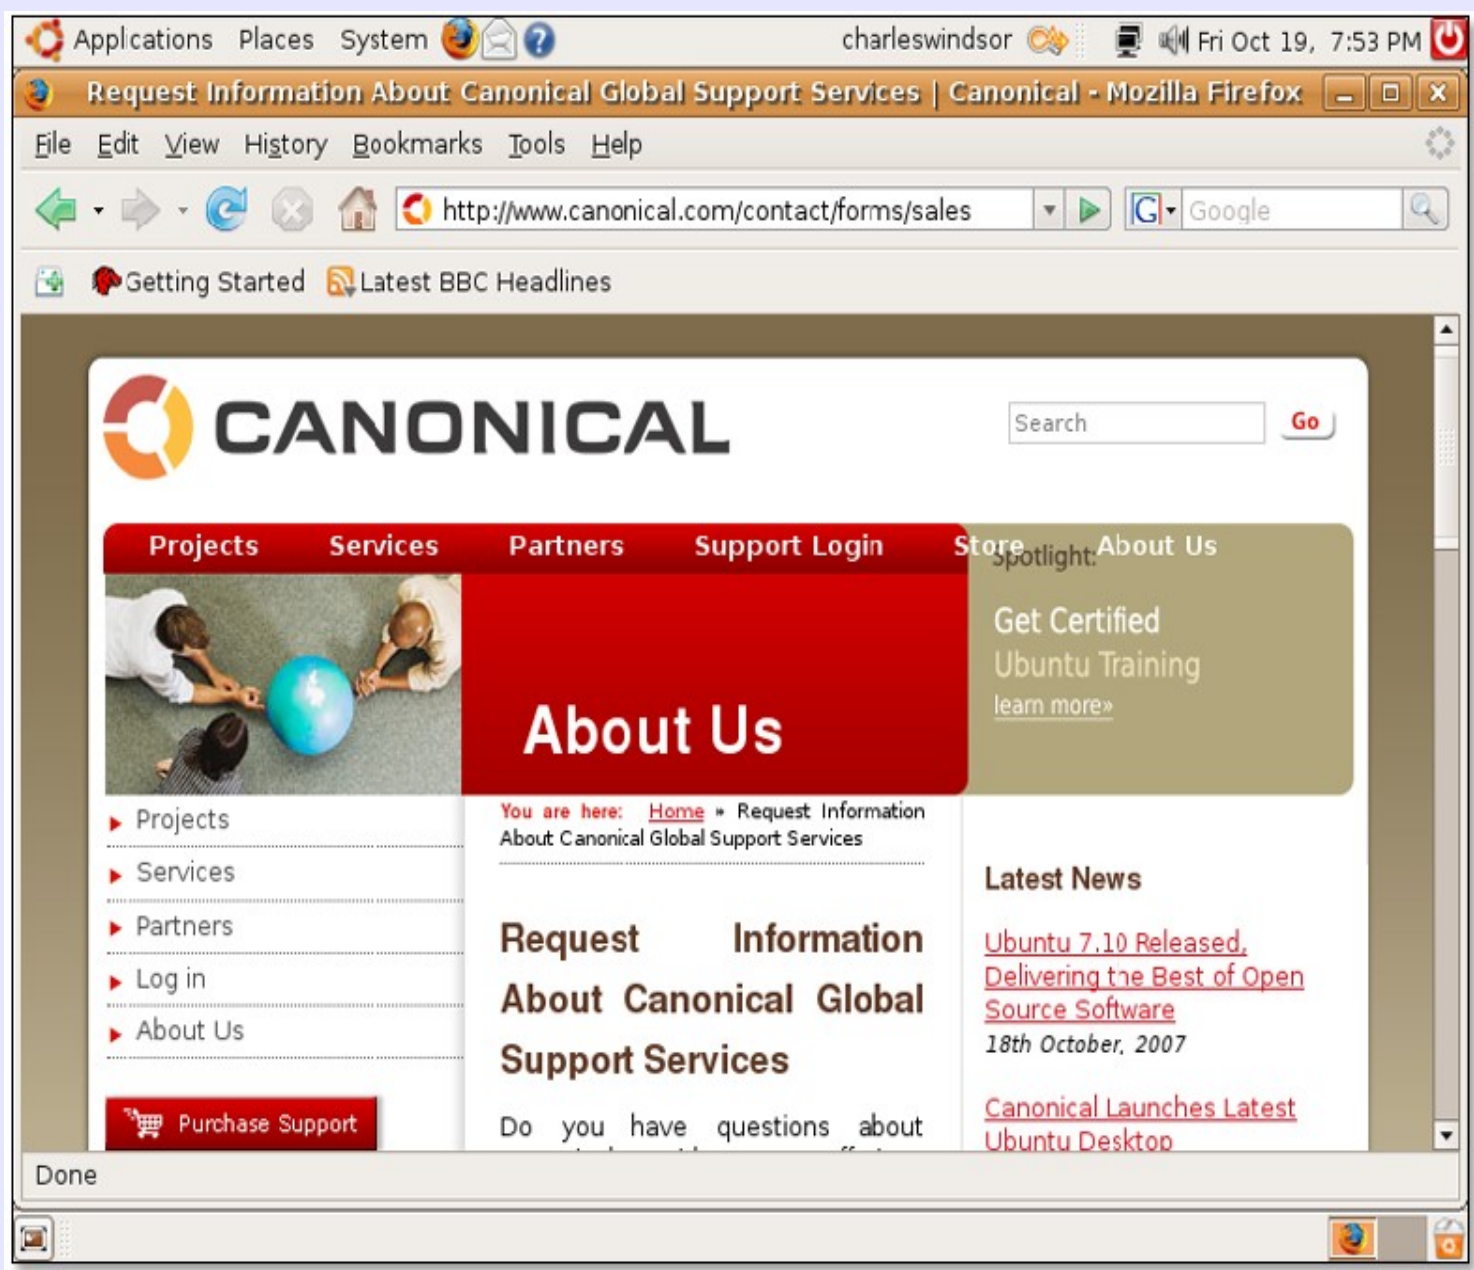 Applications Places System charleswindsor Fri Oct 19, 7:53 PM
Request Information About Canonical Global Support Services | Canonical - Mozilla Firefox
File Edit View History Bookmarks Tools Help
http://www.canonical.com/contact/forms/sales G Google
Getting Started Latest BBC Headlines
CANONICAL
Search Go
Projects Services Partners Support Login Store About Us
Spotlight:
Get Certified
Ubuntu Training
learn more»
About Us
Projects
Services
Partners
Log in
About Us
Purchase Support
You are here: Home » Request Information
About Canonical Global Support Services
Request Information
About Canonical Global
Support Services
Do you have questions about
Latest News
Ubuntu 7.10 Released,
Delivering the Best of Open
Source Software
18th October, 2007
Canonical Launches Latest
Ubuntu Desktop
Done